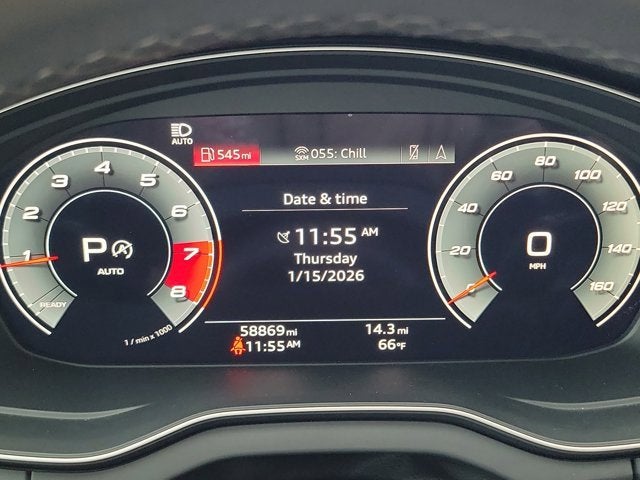 AUTO
545 mi
SXM 055: Chill
Date & time
11:55 AM
Thursday
1/15/2026
58869 mi
14.3 mi
11:55 AM
66°F
1
2
3
4
5
6
7
8
READY
P A
AUTO
1 / min x 1000
0
20
40
60
80
100
120
140
160
0
MPH